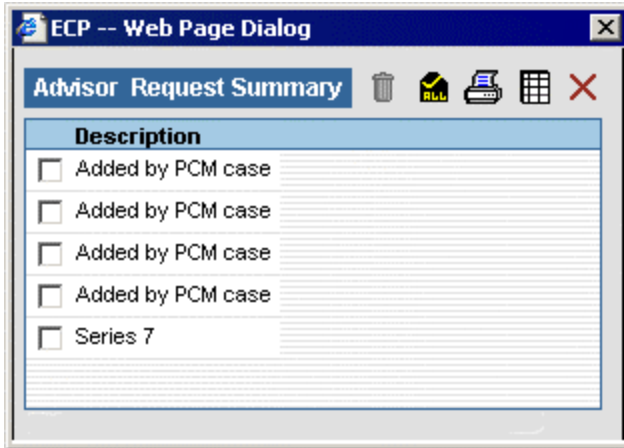 ECP -- Web Page Dialog
Advisor Request Summary
ALL
Description
Added by PCM case
Added by PCM case
Added by PCM case
Added by PCM case
Series 7